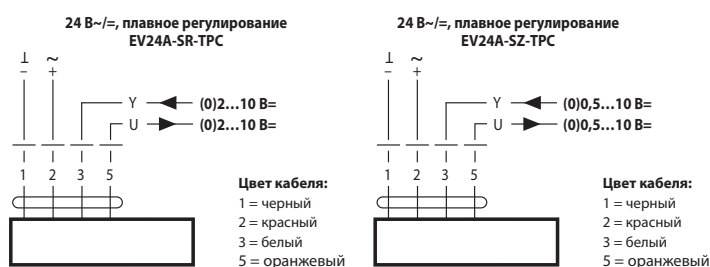 24 В~/=, плавное регулирование
EV24A-SR-TPC
⊥ ~
– +
Y (0)2...10 В=
U (0)2...10 В=
1 2 3 5
Цвет кабеля:
1 = черный
2 = красный
3 = белый
5 = оранжевый
24 В~/=, плавное регулирование
EV24A-SZ-TPC
⊥ ~
– +
Y (0)0,5...10 В=
U (0)0,5...10 В=
1 2 3 5
Цвет кабеля:
1 = черный
2 = красный
3 = белый
5 = оранжевый